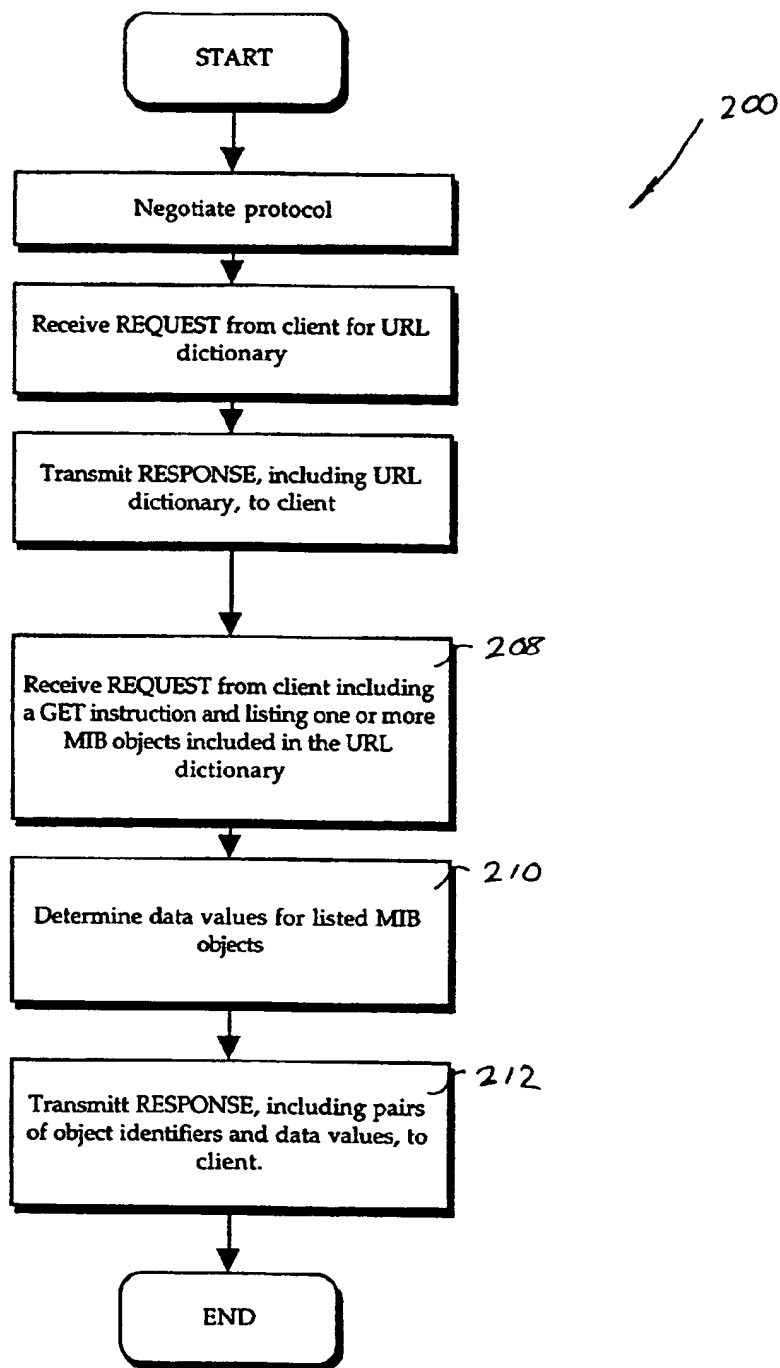 START
200
Negotiate protocol
Receive REQUEST from client for URL
dictionary
Transmit RESPONSE, including URL
dictionary, to client
208
Receive REQUEST from client including
a GET instruction and listing one or more
MIB objects included in the URL
dictionary
210
Determine data values for listed MIB
objects
212
Transmitt RESPONSE, including pairs
of object identifiers and data values, to
client.
END